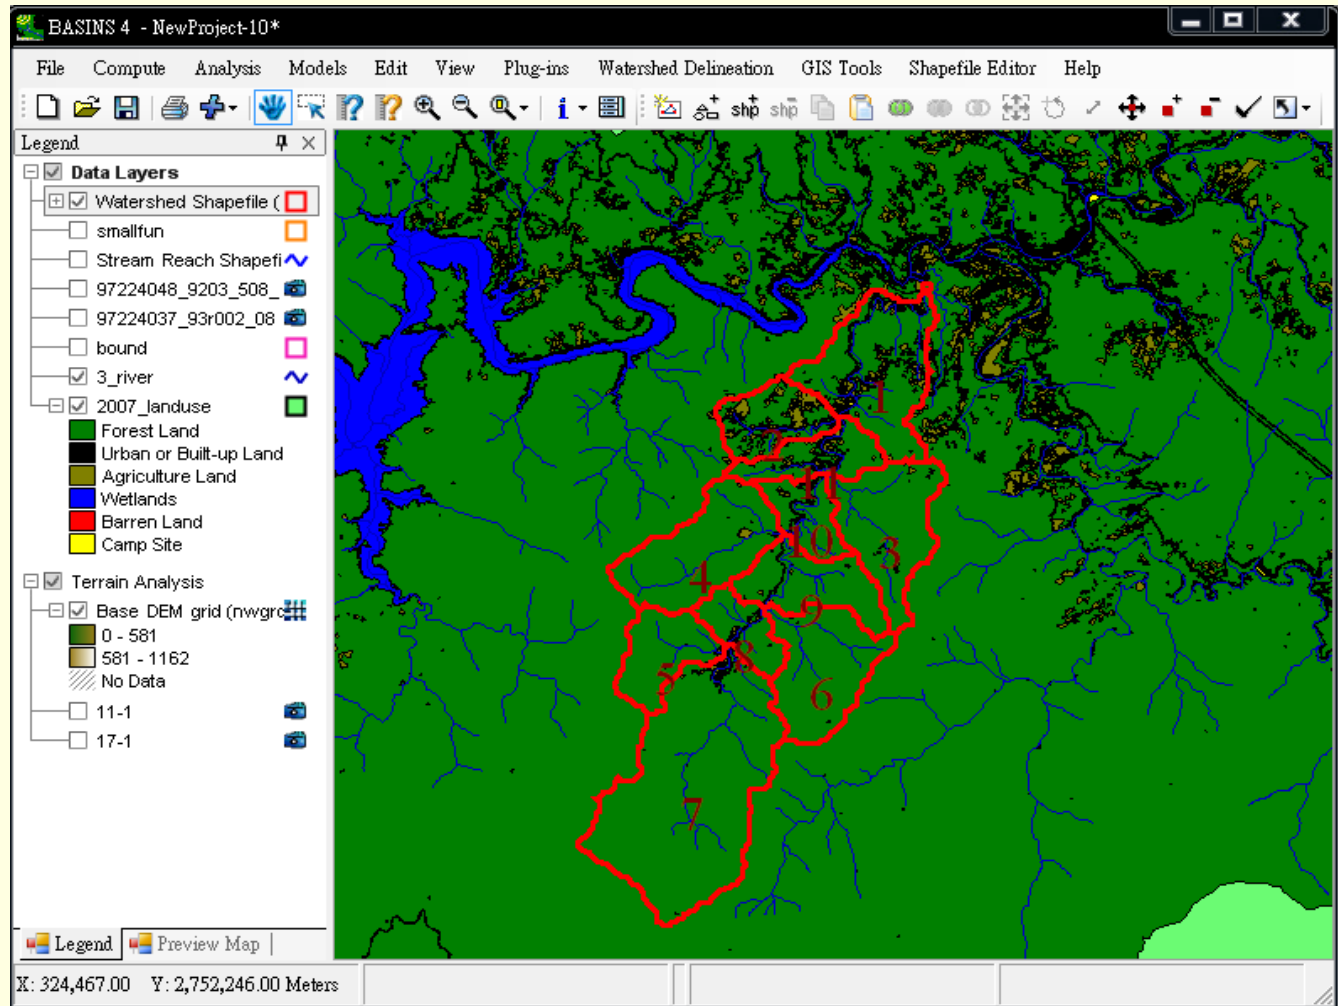 BASINS 4 - NewProject-10*
File Compute Analysis Models Edit View Plug-ins Watershed Delineation GIS Tools Shapefile Editor Help
shp shp
Legend
Data Layers
Watershed Shapefile (
smallfun
Stream Reach Shapefi
97224048_9203_508_
97224037_93r002_08
bound
3_river
2007_landuse
Forest Land
Urban or Built-up Land
Agriculture Land
Wetlands
Barren Land
Camp Site
Terrain Analysis
Base DEM grid (nwgrc
0 - 581
581 - 1162
No Data
11-1
17-1
1
2
11
10
3
4
9
8
5
6
7
Legend Preview Map
X: 324,467.00 Y: 2,752,246.00 Meters